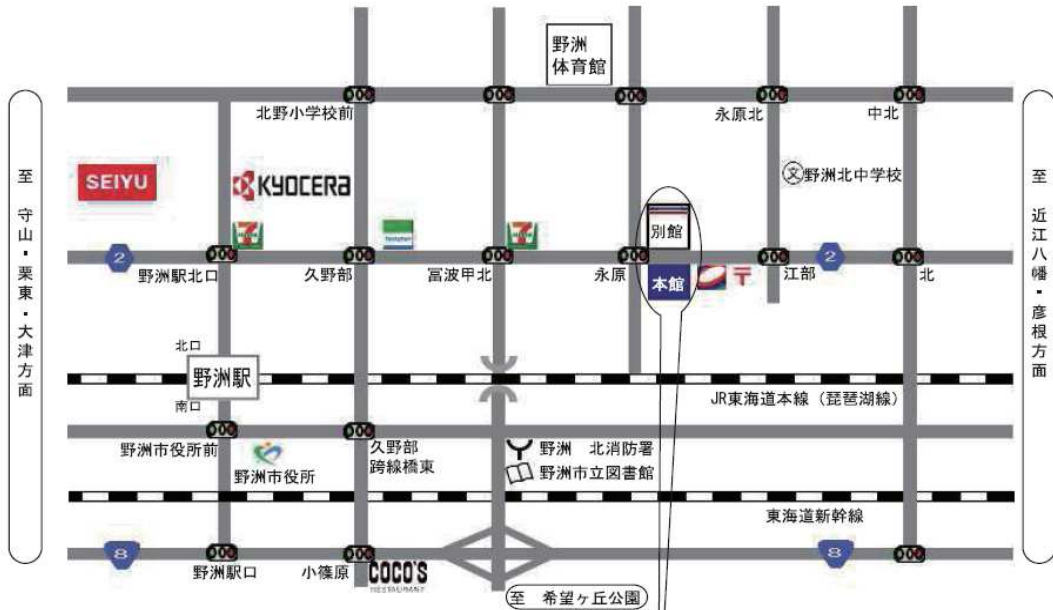 野洲
体育館
北野小学校前
永原北
中北
至 守山・栗東・大津方面
至 近江八幡・彦根方面
SEIYU
KYOCERA
野洲北中学校
別館
2
野洲駅北口
久野部
冨波甲北
永原
本館
江部
2
北
北口
野洲駅
南口
JR東海道本線（琵琶湖線）
野洲市役所前
野洲市役所
久野部
跨線橋東
野洲 北消防署
野洲市立図書館
東海道新幹線
8
野洲駅口
小篠原
COCO'S
8
至 希望ヶ丘公園